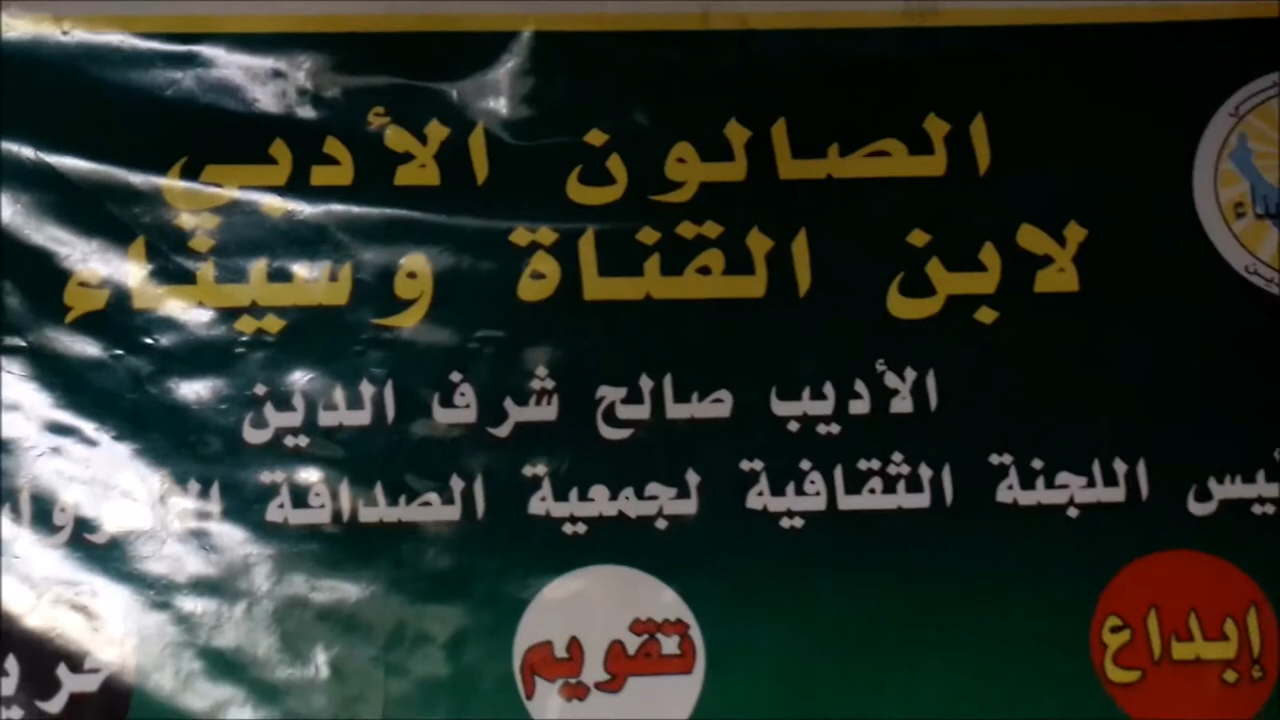 الصالون الأدبي
لابن القناة وسيناء
الأديب صالح شرف الدين
اللجنة الثقافية لجمعية الصداقة
إبداع
تقويم